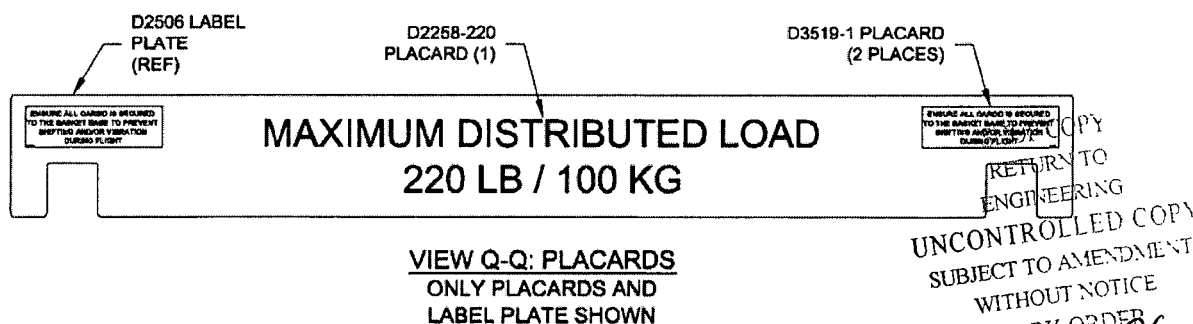 D2506 LABEL
PLATE
(REF)
D2258-220
PLACARD (1)
D3519-1 PLACARD
(2 PLACES)
ENSURE ALL CARGO IS SECURED
TO THE BASKET BASE TO PREVENT
SHIFTING AND/OR VIBRATION
DURING FLIGHT
MAXIMUM DISTRIBUTED LOAD
220 LB / 100 KG
ENSURE ALL CARGO IS SECURED
TO THE BASKET BASE TO PREVENT
SHIFTING AND/OR VIBRATION
DURING FLIGHT
COPY
RETURN TO
ENGINEERING
UNCONTROLLED COPY
SUBJECT TO AMENDMENT
WITHOUT NOTICE
ORDER
VIEW Q-Q: PLACARDS
ONLY PLACARDS AND
LABEL PLATE SHOWN